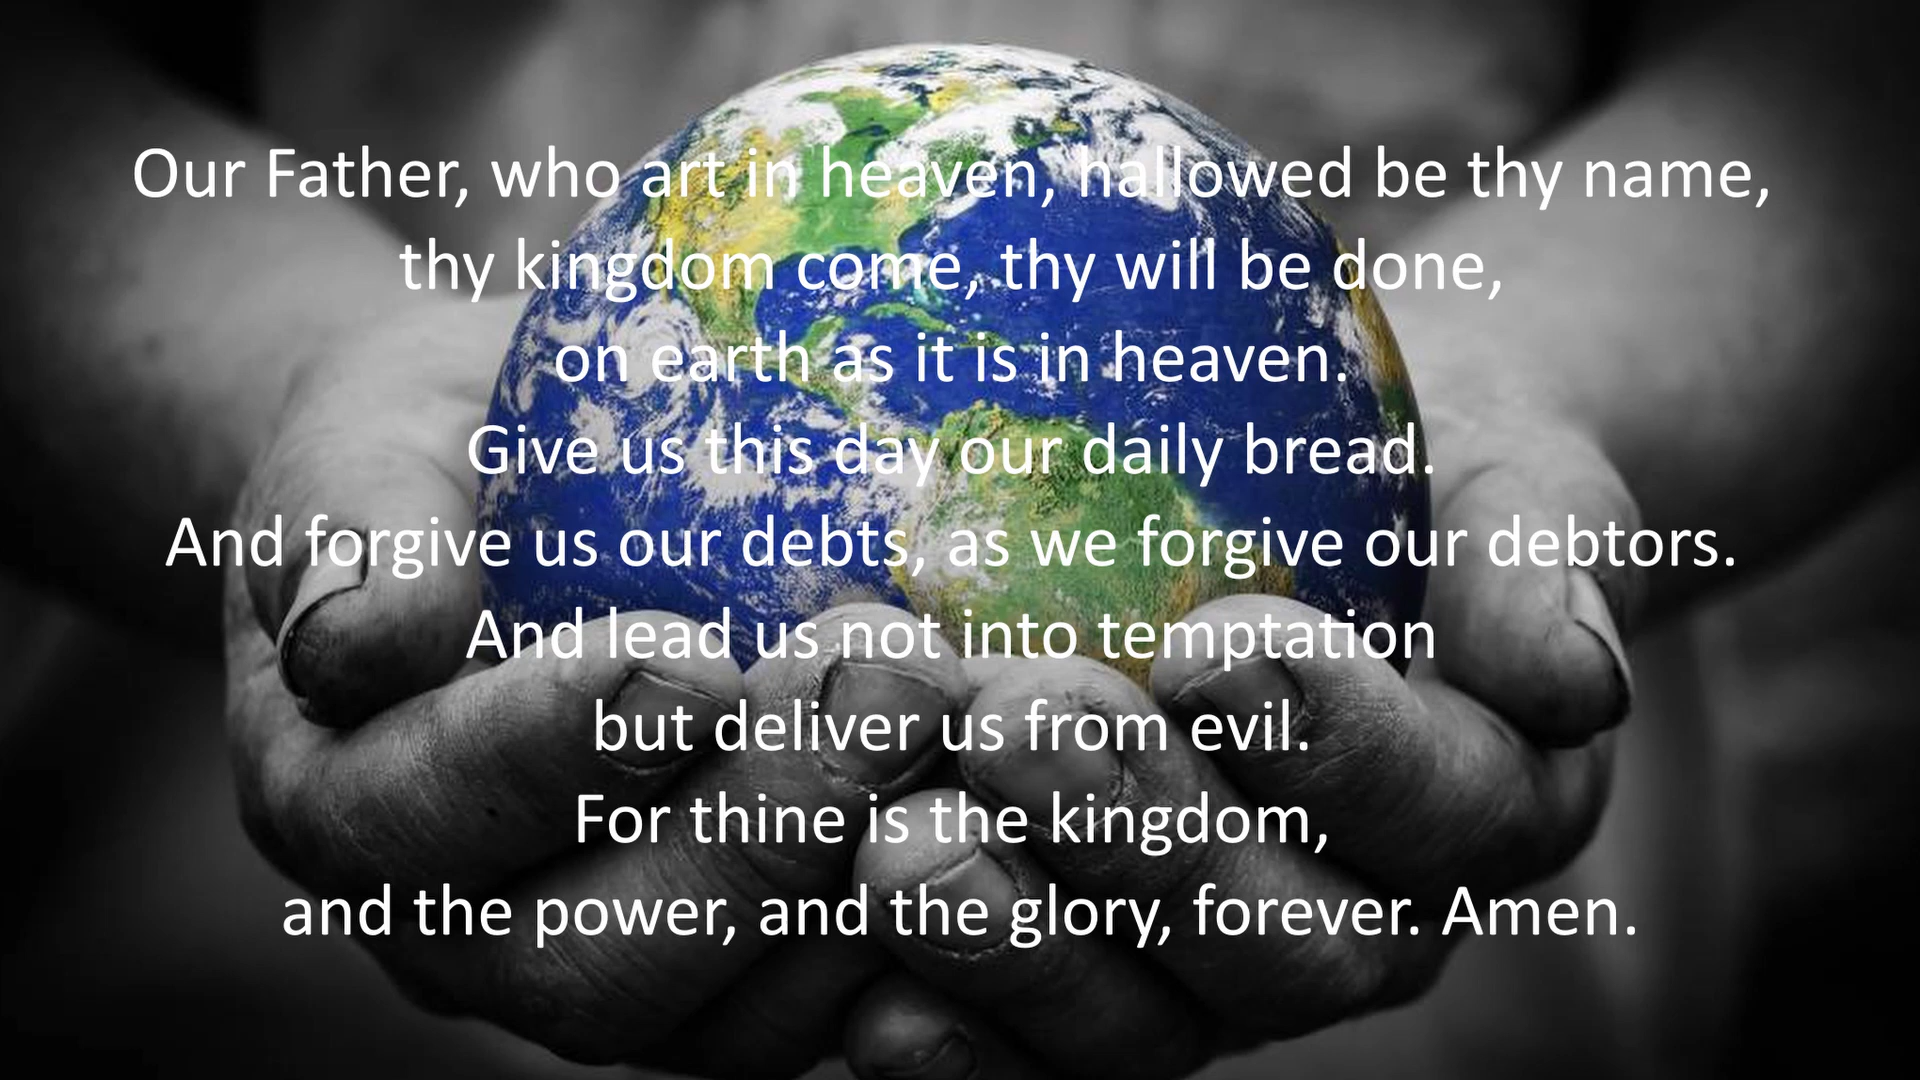 Our Father, who art in heaven, hallowed be thy name,
thy kingdom come, thy will be done,
on earth as it is in heaven.
Give us this day our daily bread.
And forgive us our debts, as we forgive our debtors.
And lead us not into temptation
but deliver us from evil.
For thine is the kingdom,
and the power, and the glory, forever. Amen.